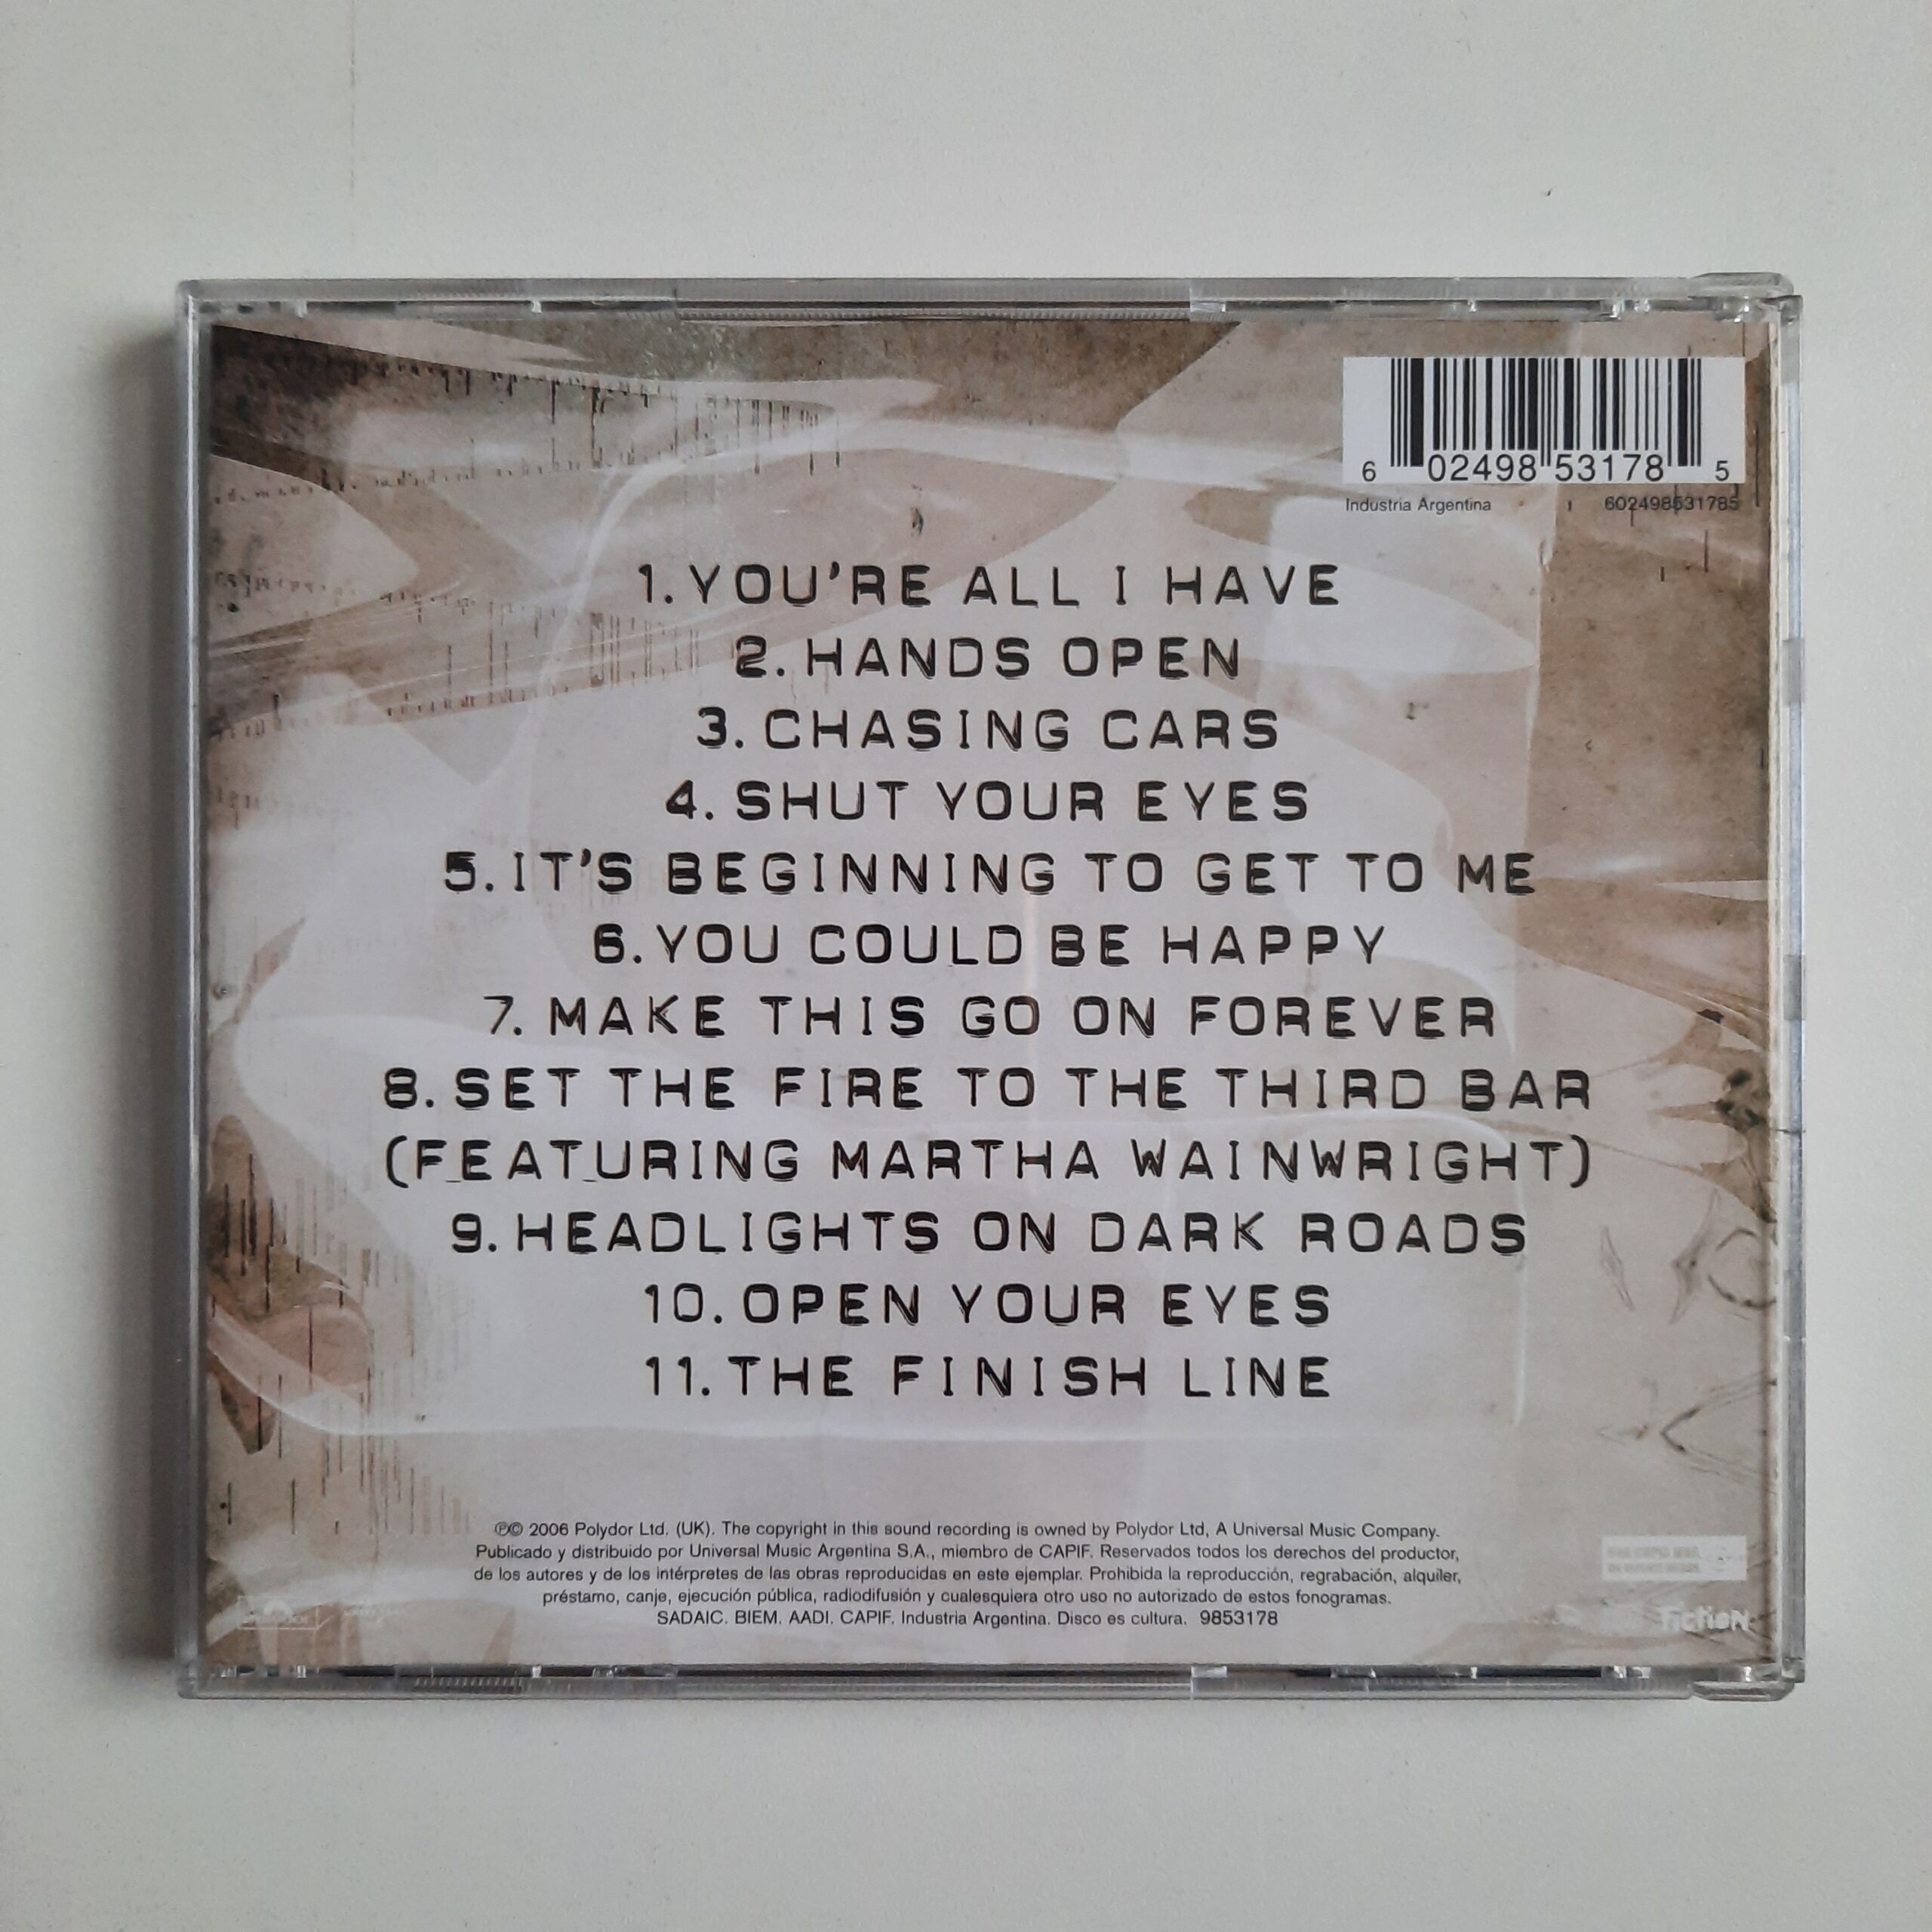 6 02498 53178 5
Industria Argentina 602498531785
1. YOU'RE ALL I HAVE
2. HANDS OPEN
3. CHASING CARS
4. SHUT YOUR EYES
5. IT'S BEGINNING TO GET TO ME
6. YOU COULD BE HAPPY
7. MAKE THIS GO ON FOREVER
8. SET THE FIRE TO THE THIRD BAR
(FEATURING MARTHA WAINWRIGHT)
9. HEADLIGHTS ON DARK ROADS
10. OPEN YOUR EYES
11. THE FINISH LINE
℗© 2006 Polydor Ltd. (UK). The copyright in this sound recording is owned by Polydor Ltd, A Universal Music Company.
Publicado y distribuido por Universal Music Argentina S.A., miembro de CAPIF. Reservados todos los derechos del productor,
de los autores y de los intérpretes de las obras reproducidas en este ejemplar. Prohibida la reproducción, regrabación, alquiler,
préstamo, canje, ejecución pública, radiodifusión y cualesquiera otro uso no autorizado de estos fonogramas.
SADAIC. BIEM. AADI. CAPIF. Industria Argentina. Disco es cultura. 9853178
Fiction